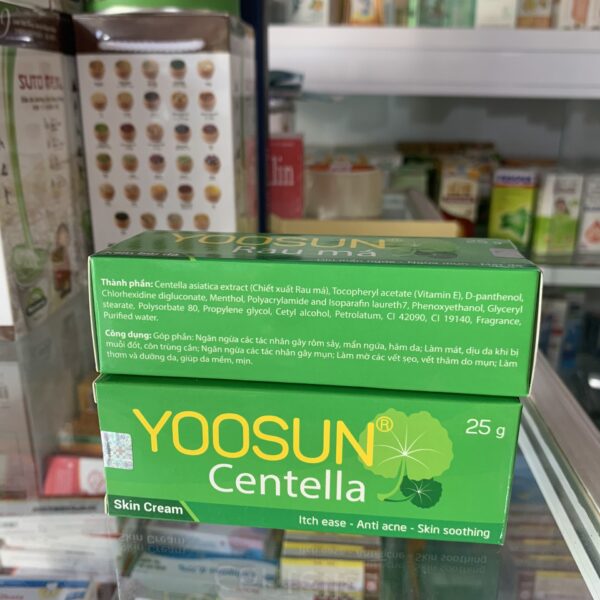 SUTO
YOOSUN®
Rau má
25 g
Thành phần: Centella asiatica extract (Chiết xuất Rau má), Tocopheryl acetate (Vitamin E), D-panthenol,
Chlorhexidine digluconate, Menthol, Polyacrylamide and Isoparafin laureth7, Phenoxyethanol, Glyceryl
stearate, Polysorbate 80, Propylene glycol, Cetyl alcohol, Petrolatum, CI 42090, CI 19140, Fragrance,
Purified water.
Công dụng: Góp phần: Ngăn ngừa các tác nhân gây rôm sảy, mẩn ngứa, hăm da; Làm mát, dịu da khi bị
muỗi đốt, côn trùng cắn; Ngăn ngừa các tác nhân gây mụn; Làm mờ các vết sẹo, vết thâm do mụn; Làm
thơm và dưỡng da, giúp da mềm, mịn.
YOOSUN®
25 g
Centella
Skin Cream
Itch ease - Anti acne - Skin soothing